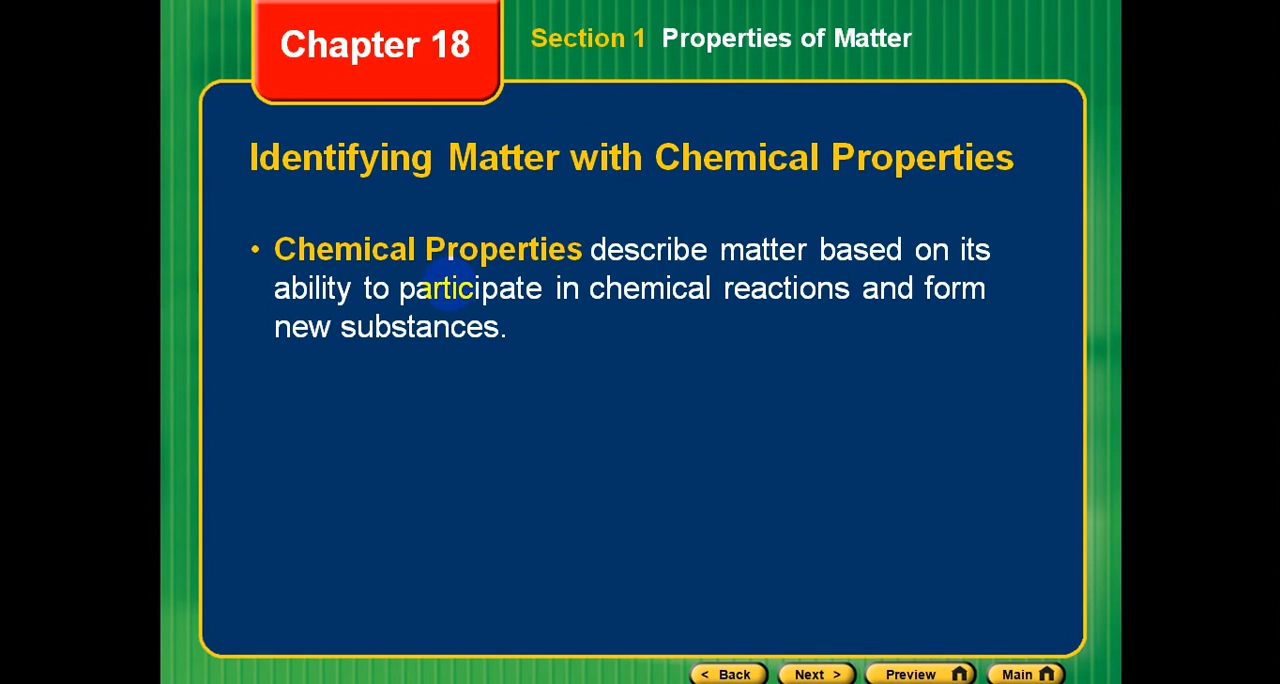 Chapter 18
Section 1 Properties of Matter
Identifying Matter with Chemical Properties
• Chemical Properties describe matter based on its
ability to participate in chemical reactions and form
new substances.
< Back Next > Preview Main